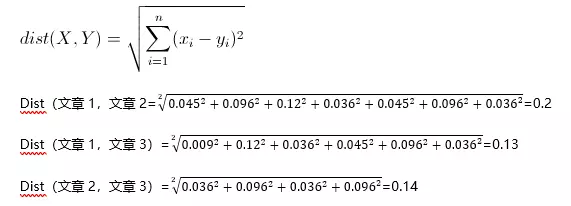 dist(X, Y) = √∑ⁿᵢ₌₁(xᵢ − yᵢ)²
Dist（文章 1，文章 2=²√0.045² + 0.096² + 0.12² + 0.036² + 0.045² + 0.096² + 0.036²=0.2
Dist（文章 1，文章 3）=²√0.009² + 0.12² + 0.036² + 0.045² + 0.096² + 0.036²=0.13
Dist（文章 2，文章 3）=²√0.036² + 0.096² + 0.036² + 0.096²=0.14